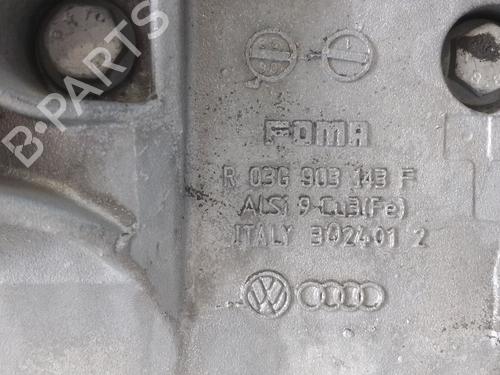 FOMA
R 03G 903 143 F
AlSi 9-Cu3(Fe)
ITALY 302401 2
B-PARTS